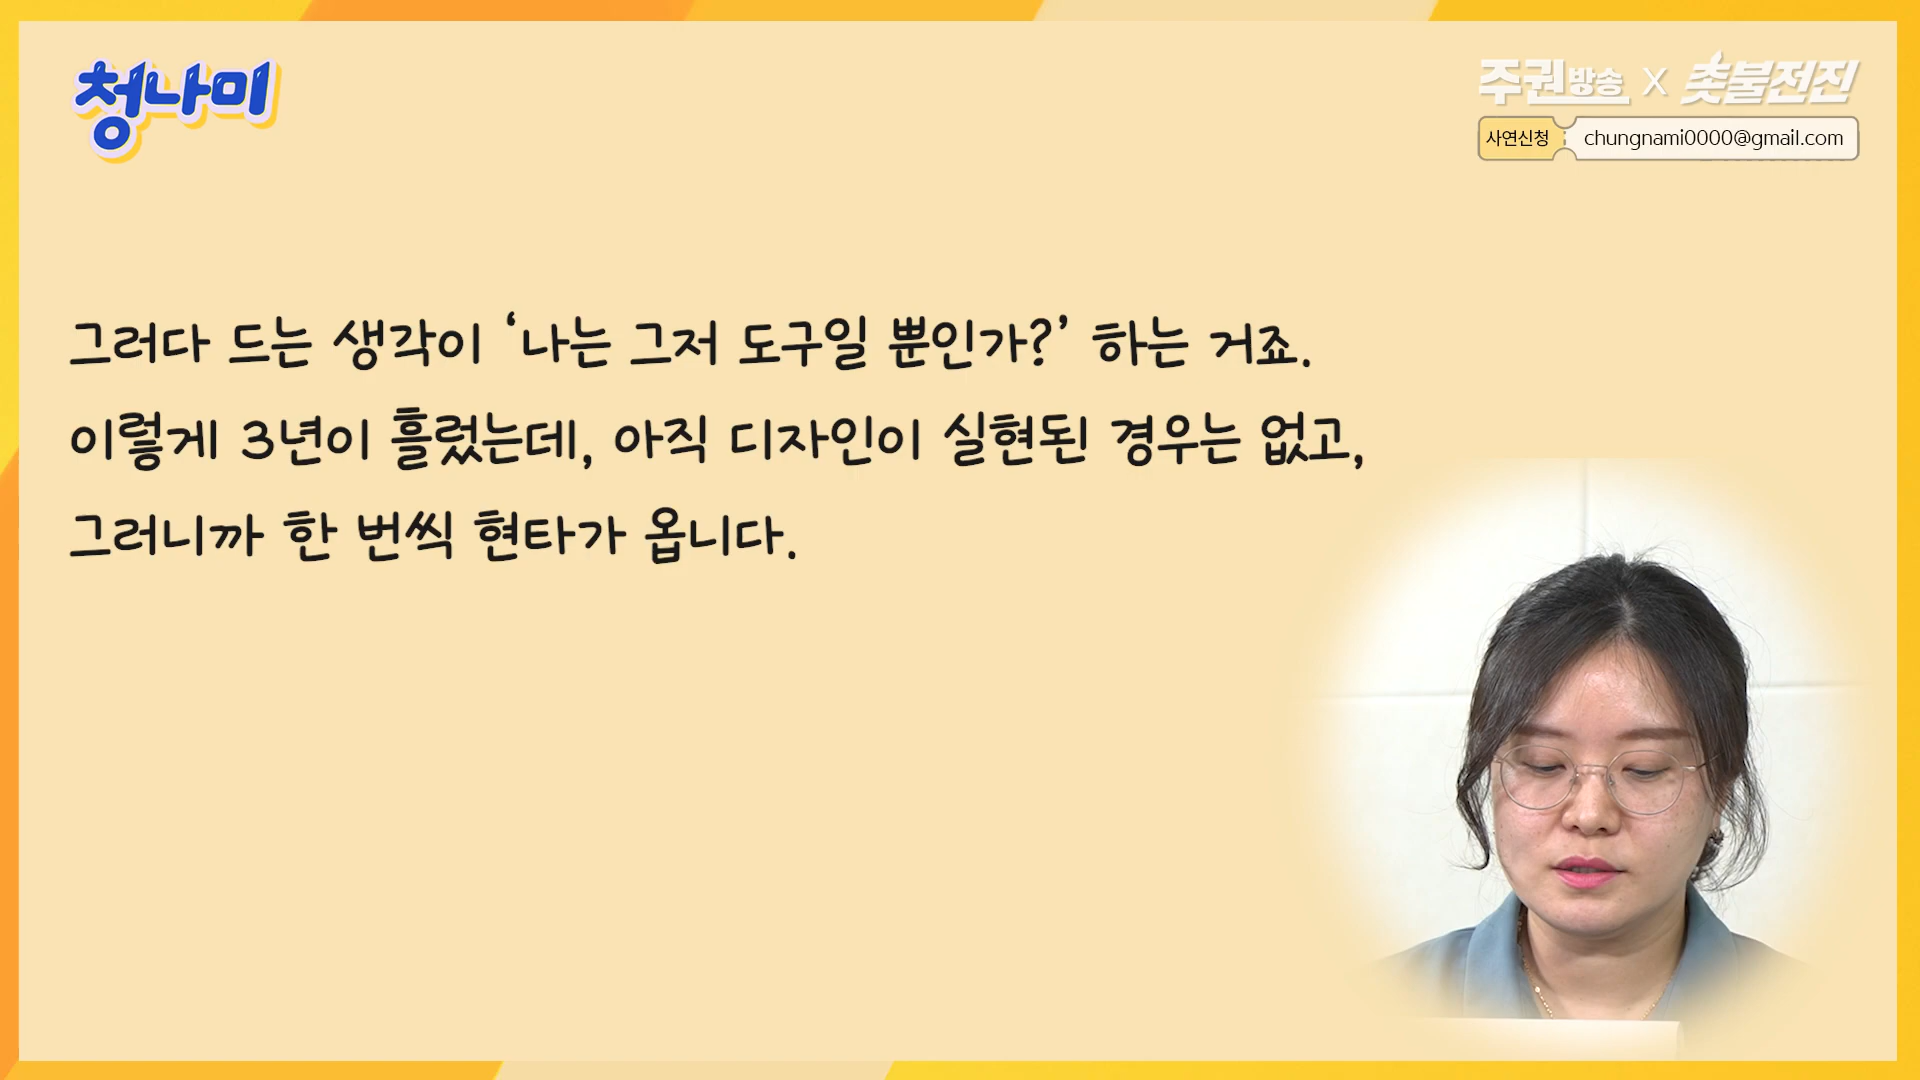 청나미
주권방송 X 촛불전진
사연신청 chungnami0000@gmail.com
그러다 드는 생각이 ‘나는 그저 도구일 뿐인가?’ 하는 거죠.
이렇게 3년이 흘렀는데, 아직 디자인이 실현된 경우는 없고,
그러니까 한 번씩 현타가 옵니다.